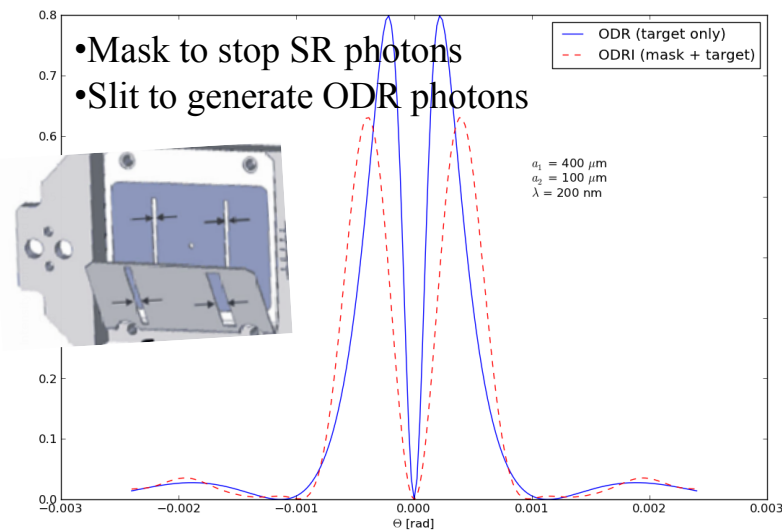 •Mask to stop SR photons
•Slit to generate ODR photons
ODR (target only)
ODRI (mask + target)
a₁ = 400 μm
a₂ = 100 μm
λ = 200 nm
0.8
0.6
0.2
0.1
0.0
−0.003
−0.002
−0.001
0.000
0.001
0.002
0.003
Θ [rad]